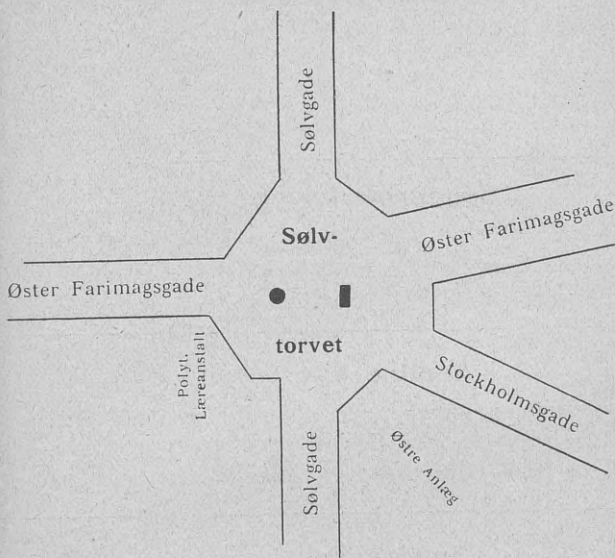 Sølvgade
Sølv-
Øster Farimagsgade
Øster Farimagsgade
torvet
Polyt.
Læreanstalt
Stockholmsgade
Sølvgade
Østre Anlæg